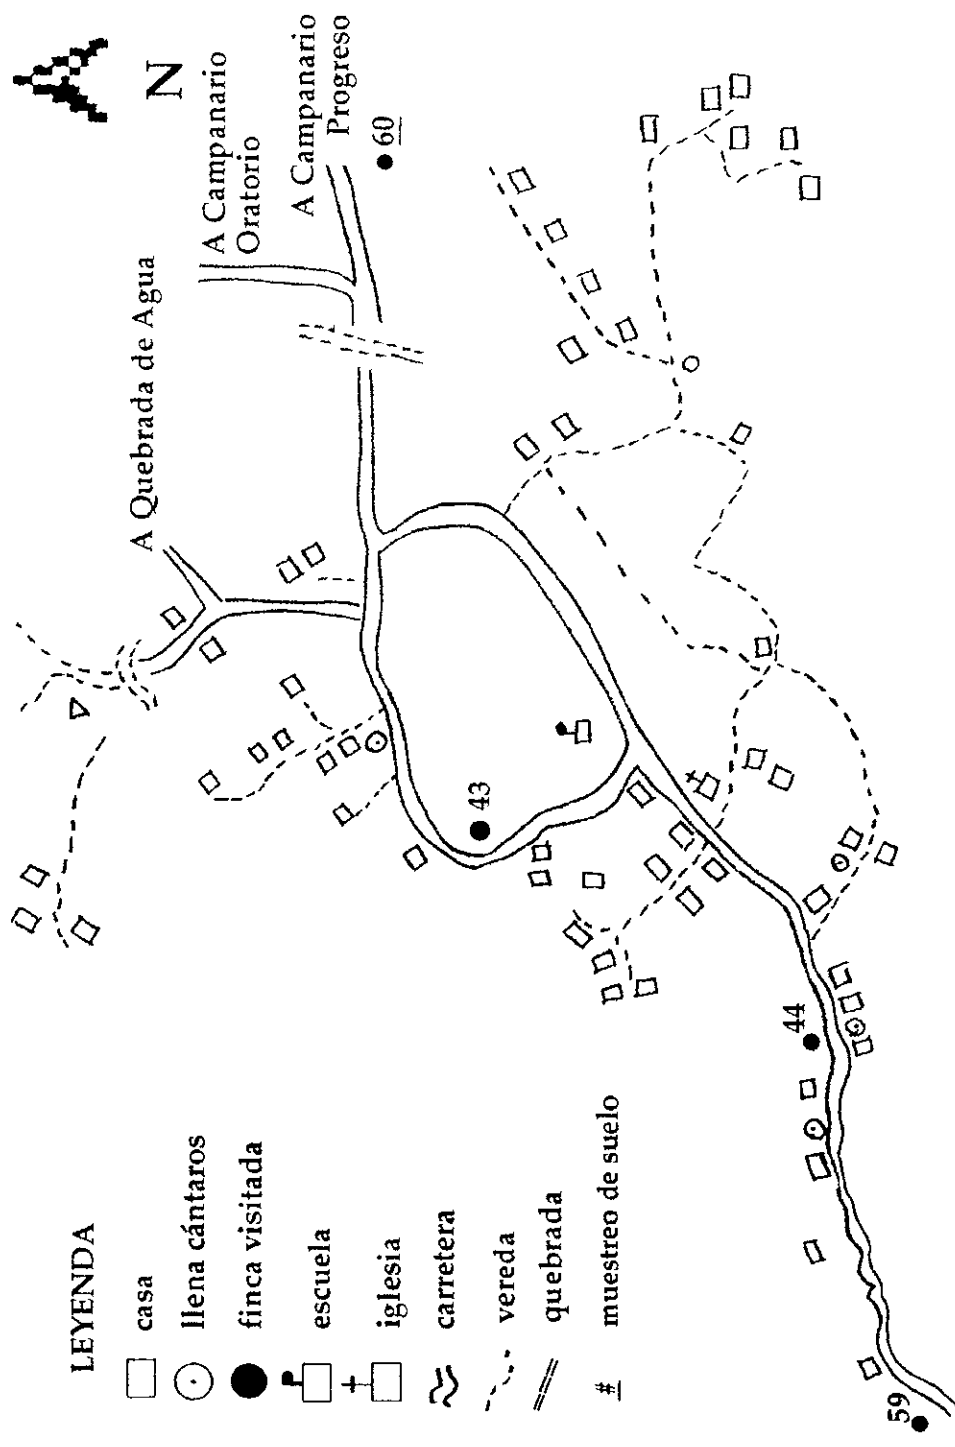 N
A Campanario
Oratorio
A Campanario
Progreso
60
A Quebrada de Agua
43
44
59
LEYENDA
casa
llena cántaros
finca visitada
escuela
iglesia
carretera
vereda
quebrada
# muestreo de suelo